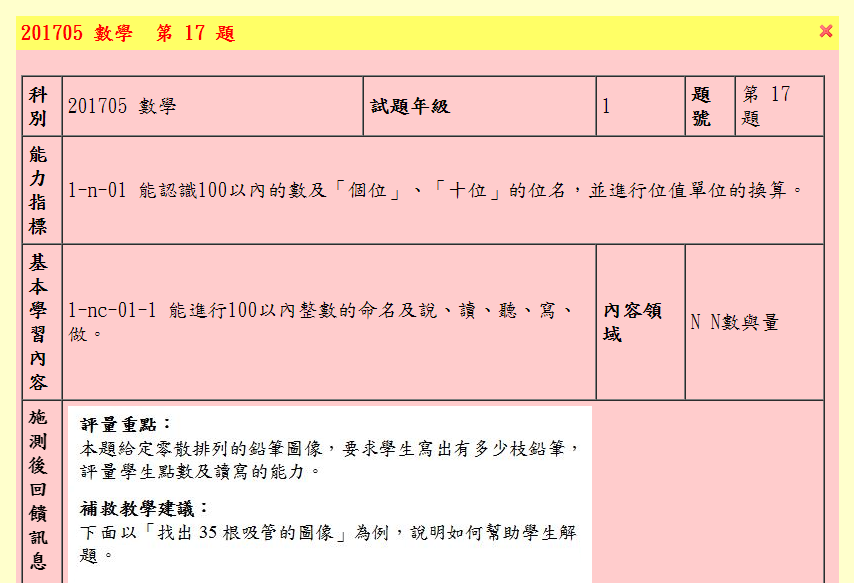 201705 數學 第 17 題
科別
201705 數學
試題年級
1
題號
第 17 題
能力指標
1-n-01 能認識100以內的數及「個位」、「十位」的位名，並進行位值單位的換算。
基本學習內容
1-nc-01-1 能進行100以內整數的命名及說、讀、聽、寫、
做。
內容領
域
N N數與量
施測後回饋訊息
評量重點：
本題給定零散排列的鉛筆圖像，要求學生寫出有多少枝鉛筆，
評量學生點數及讀寫的能力。
補救教學建議：
下面以「找出 35 根吸管的圖像」為例，說明如何幫助學生解
題。